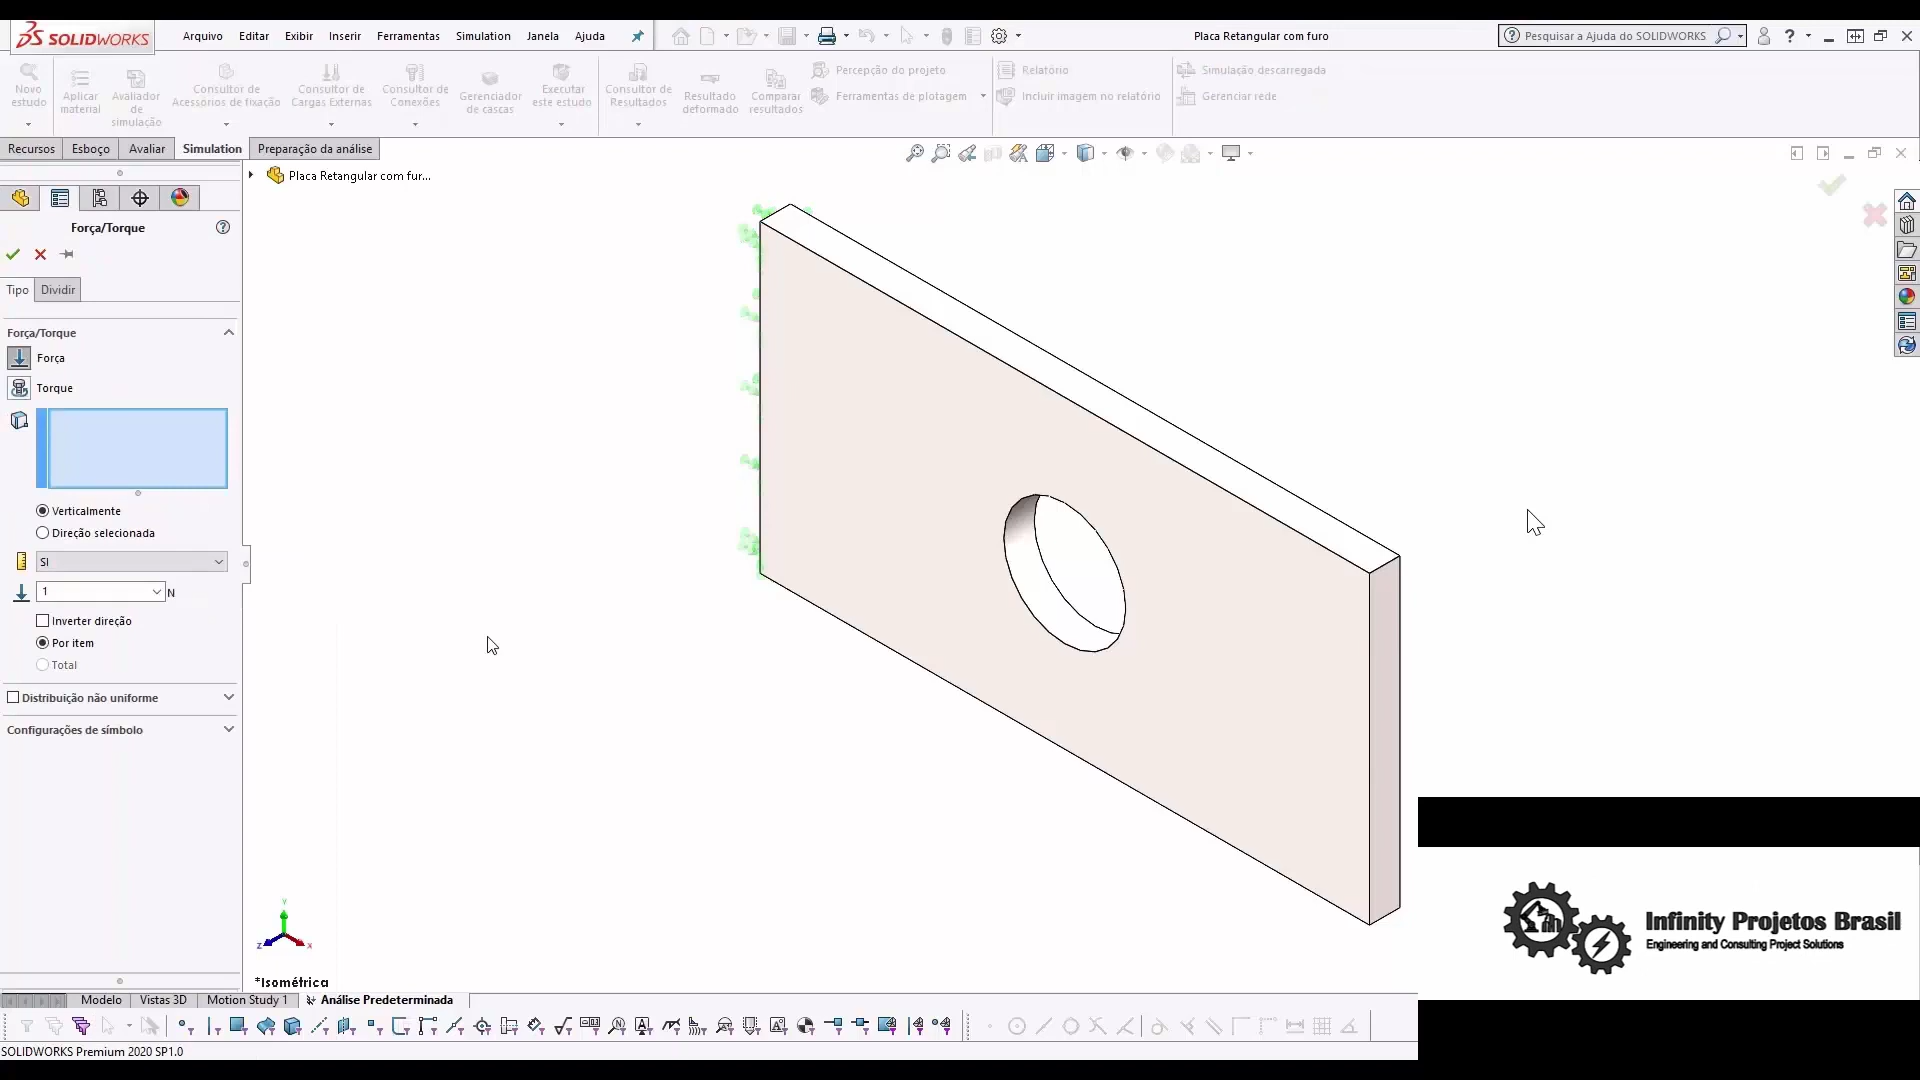 SOLIDWORKS
Arquivo Editar Exibir Inserir Ferramentas Simulation Janela Ajuda
Placa Retangular com furo
Pesquisar a Ajuda do SOLIDWORKS
Novo estudo
Aplicar material
Avaliador de simulação
Consultor de Acessórios de fixação
Consultor de Cargas Externas
Consultor de Conexões
Gerenciador de cascas
Executar este estudo
Consultor de Resultados
Resultado deformado
Comparar resultados
Percepção do projeto
Ferramentas de plotagem
Relatório
Incluir imagem no relatório
Simulação descarregada
Gerenciar rede
Recursos Esboço Avaliar Simulation Preparação da análise
Placa Retangular com fur...
Força/Torque
Tipo Dividir
Força/Torque
Força
Torque
Verticalmente
Direção selecionada
SI
1 N
Inverter direção
Por item
Total
Distribuição não uniforme
Configurações de símbolo
Y
Z X
*Isométrica
Infinity Projetos Brasil
Engineering and Consulting Project Solutions
Modelo Vistas 3D Motion Study 1 Análise Predeterminada
SOLIDWORKS Premium 2020 SP1.0